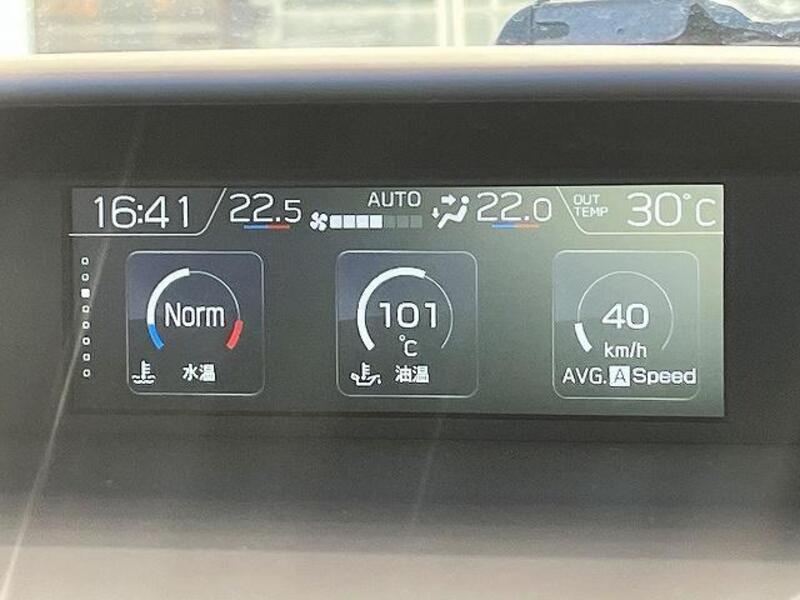 16:41 22.5 AUTO 22.0 OUT TEMP 30°C
Norm
水温
101
°C
油温
40
km/h
AVG. A Speed